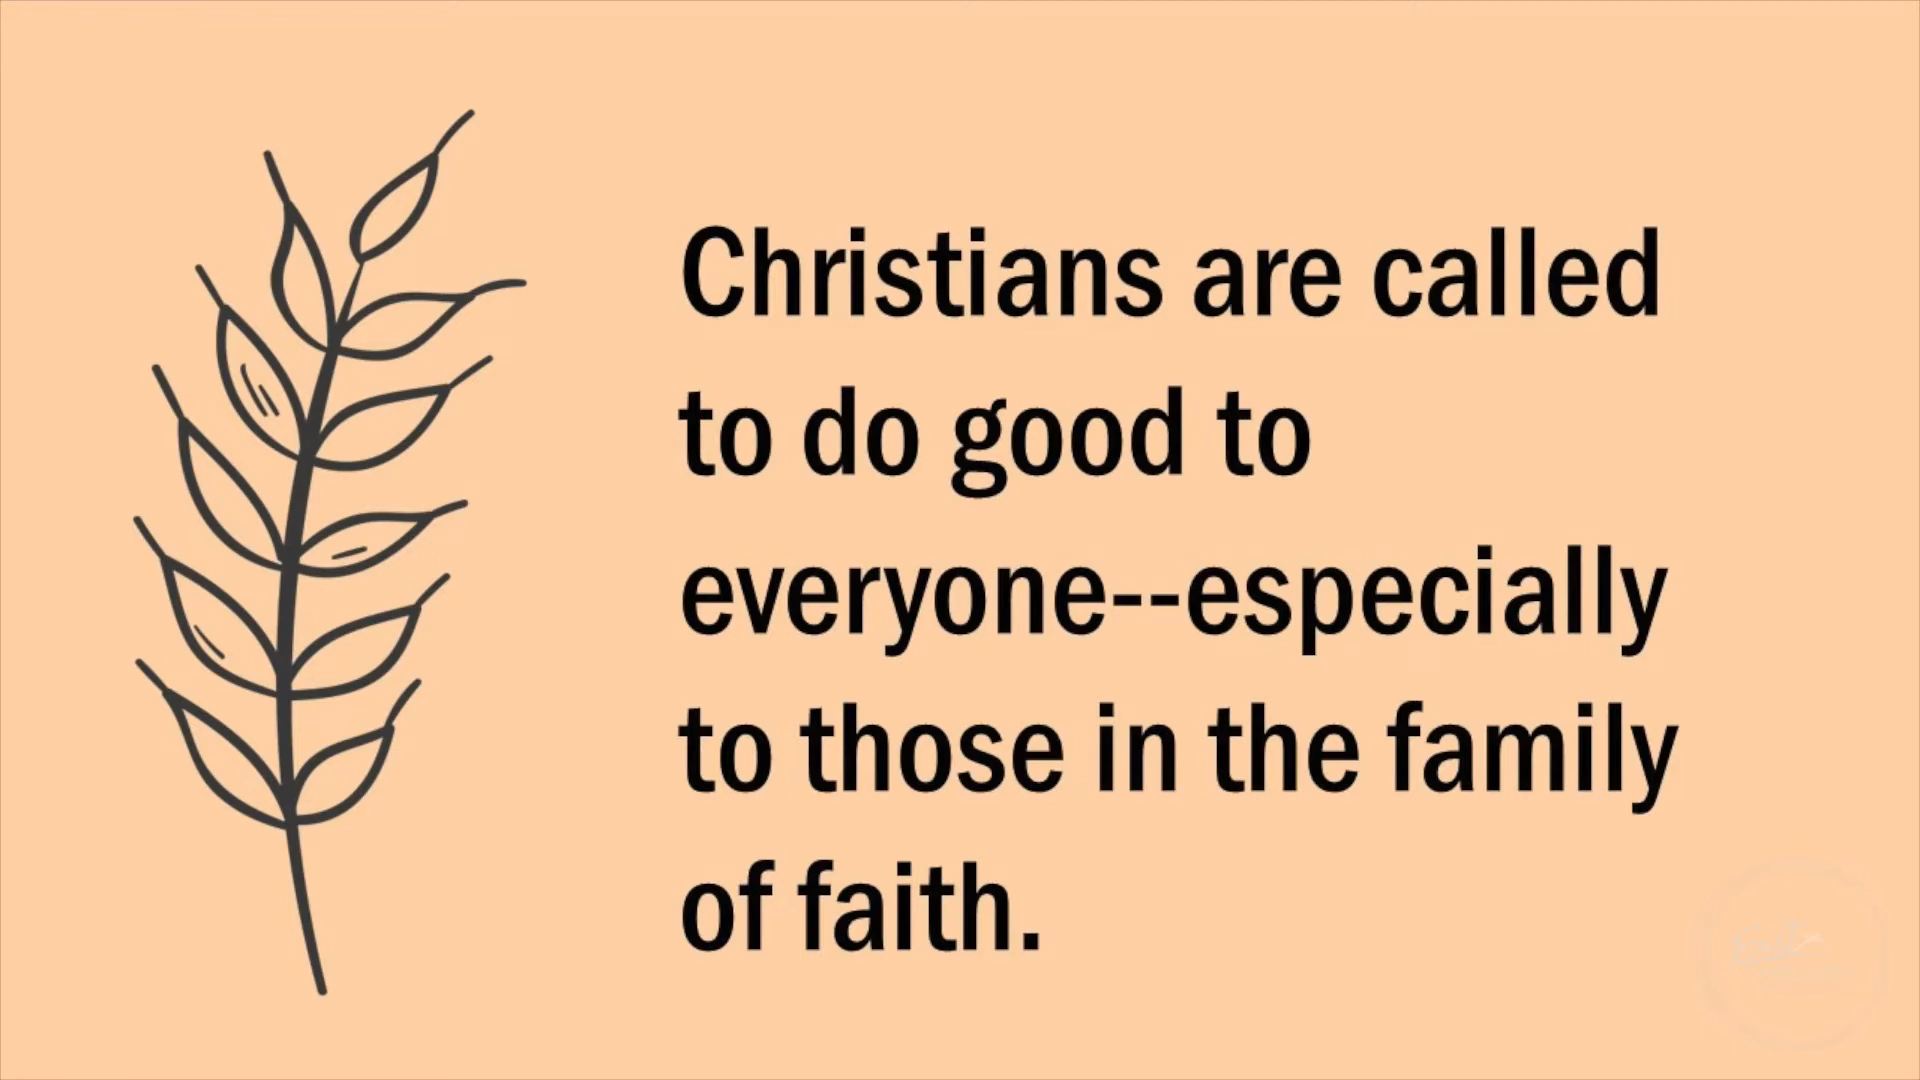 Christians are called
to do good to
everyone--especially
to those in the family
of faith.